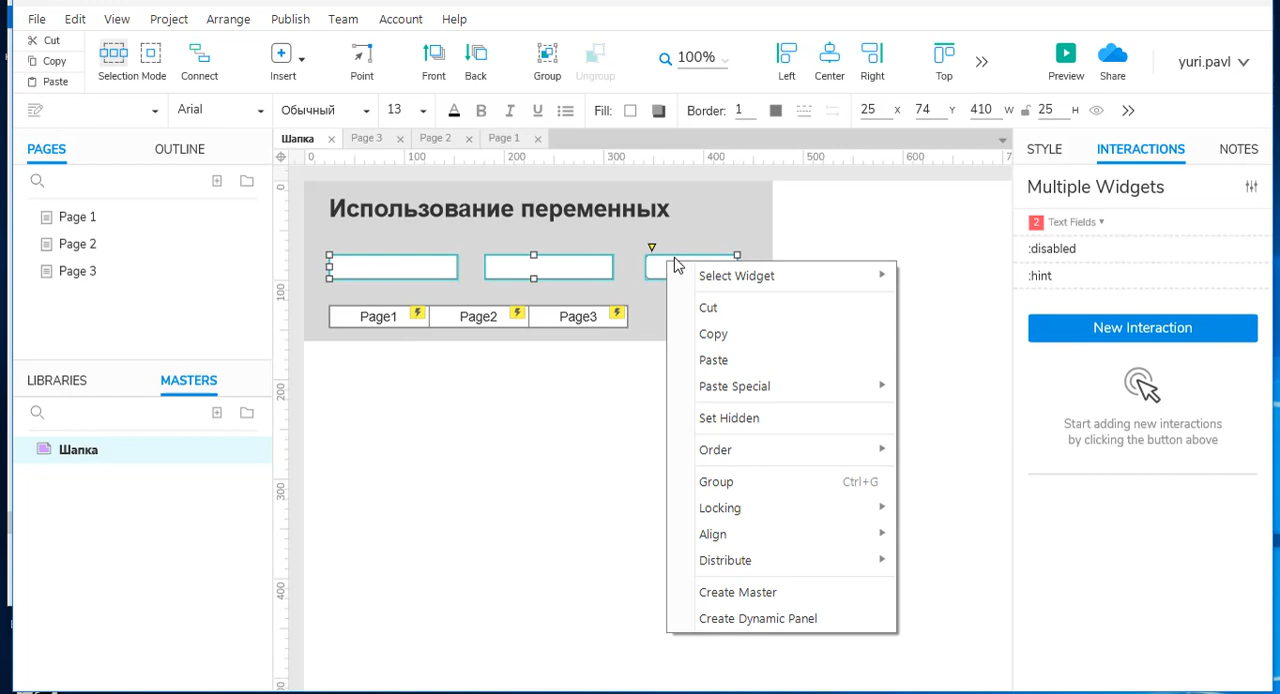 File Edit View Project Arrange Publish Team Account Help
Cut
Copy
Paste
Selection Mode Connect Insert Point Front Back Group Ungroup 100% Left Center Right Top Preview Share yuri.pavl
Arial Обычный 13 Fill: Border: 1 25 X 74 Y 410 W 25 H
PAGES OUTLINE
Page 1
Page 2
Page 3
LIBRARIES MASTERS
Шапка
Шапка Page 3 Page 2 Page 1
0 100 200 300 400 500 600 7
0
100
200
300
400
Использование переменных
Page1 Page2 Page3
Select Widget
Cut
Copy
Paste
Paste Special
Set Hidden
Order
Group Ctrl+G
Locking
Align
Distribute
Create Master
Create Dynamic Panel
STYLE INTERACTIONS NOTES
Multiple Widgets
2 Text Fields
:disabled
:hint
New Interaction
Start adding new interactions
by clicking the button above